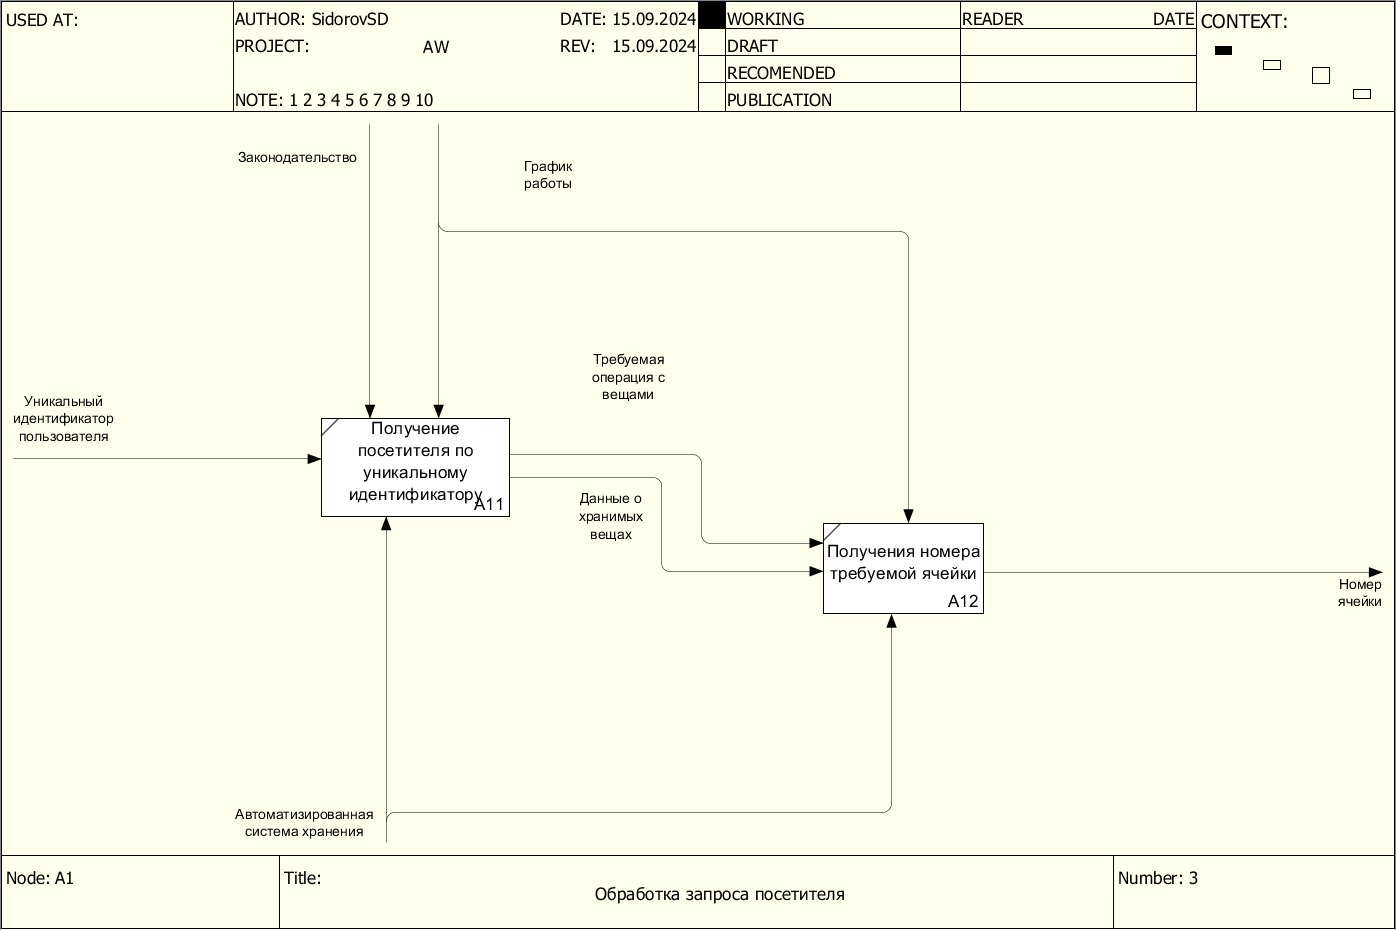 USED AT:
AUTHOR: SidorovSD
DATE: 15.09.2024
PROJECT: AW
REV: 15.09.2024
NOTE: 1 2 3 4 5 6 7 8 9 10
WORKING
DRAFT
RECOMENDED
PUBLICATION
READER DATE
CONTEXT:
Законодательство
График
работы
Требуемая
операция с
вещами
Уникальный
идентификатор
пользователя
Получение
посетителя по
уникальному
идентификатору
A11
Данные о
хранимых
вещах
Получения номера
требуемой ячейки
A12
Номер
ячейки
Автоматизированная
система хранения
Node: A1
Title:
Обработка запроса посетителя
Number: 3